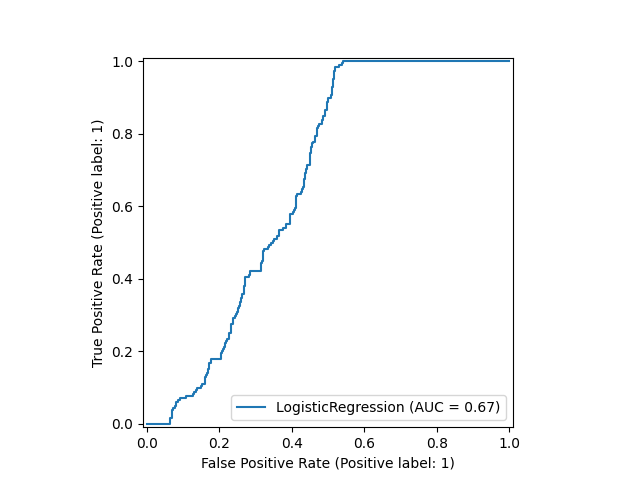 1.0
0.8
0.6
0.4
0.2
0.0
True Positive Rate (Positive label: 1)
LogisticRegression (AUC = 0.67)
0.0 0.2 0.4 0.6 0.8 1.0
False Positive Rate (Positive label: 1)